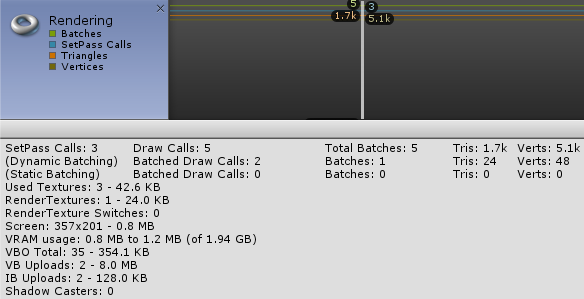 Rendering
Batches
SetPass Calls
Triangles
Vertices
5
3
1.7k
5.1k
SetPass Calls: 3 Draw Calls: 5 Total Batches: 5 Tris: 1.7k Verts: 5.1k
(Dynamic Batching) Batched Draw Calls: 2 Batches: 1 Tris: 24 Verts: 48
(Static Batching) Batched Draw Calls: 0 Batches: 0 Tris: 0 Verts: 0
Used Textures: 3 - 42.6 KB
RenderTextures: 1 - 24.0 KB
RenderTexture Switches: 0
Screen: 357x201 - 0.8 MB
VRAM usage: 0.8 MB to 1.2 MB (of 1.94 GB)
VBO Total: 35 - 354.1 KB
VB Uploads: 2 - 8.0 MB
IB Uploads: 2 - 128.0 KB
Shadow Casters: 0